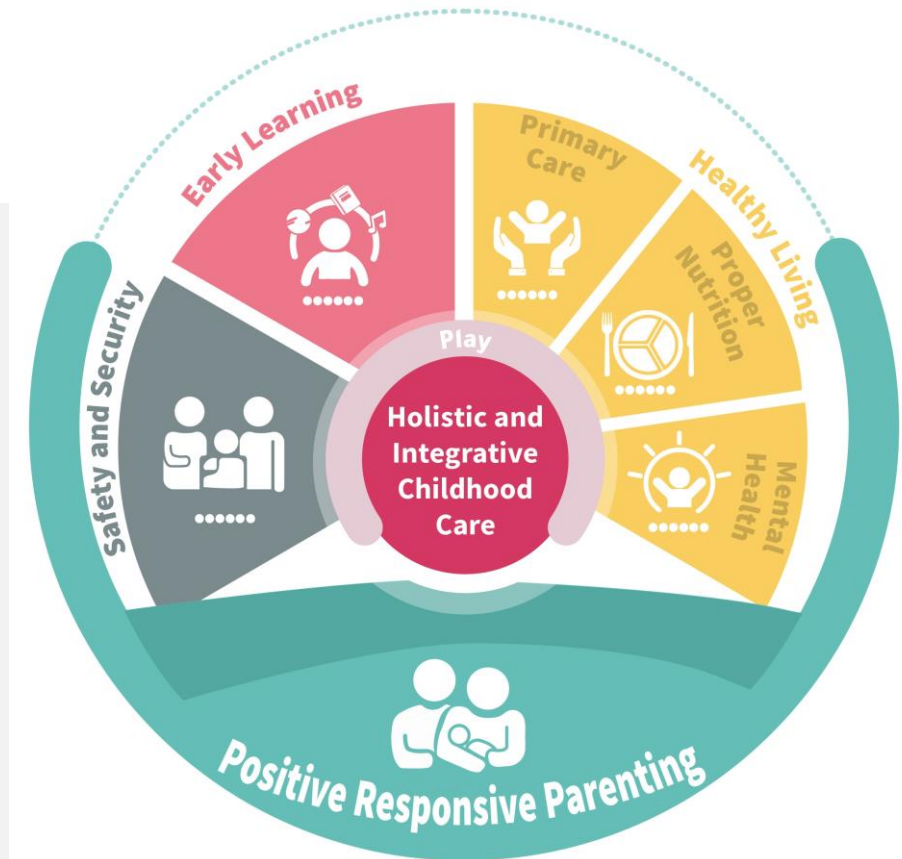 Early Learning
Primary
Care
Healthy Living
Proper
Nutrition
Mental
Health
Safety and Security
Play
Holistic and
Integrative
Childhood
Care
Positive Responsive Parenting